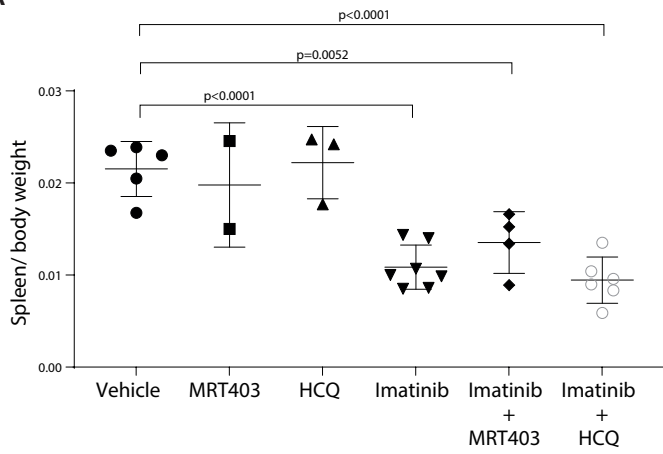 p<0.0001
p=0.0052
p<0.0001
0.03
0.02
0.01
0.00
Spleen/ body weight
Vehicle
MRT403
HCQ
Imatinib
Imatinib
+
MRT403
Imatinib
+
HCQ